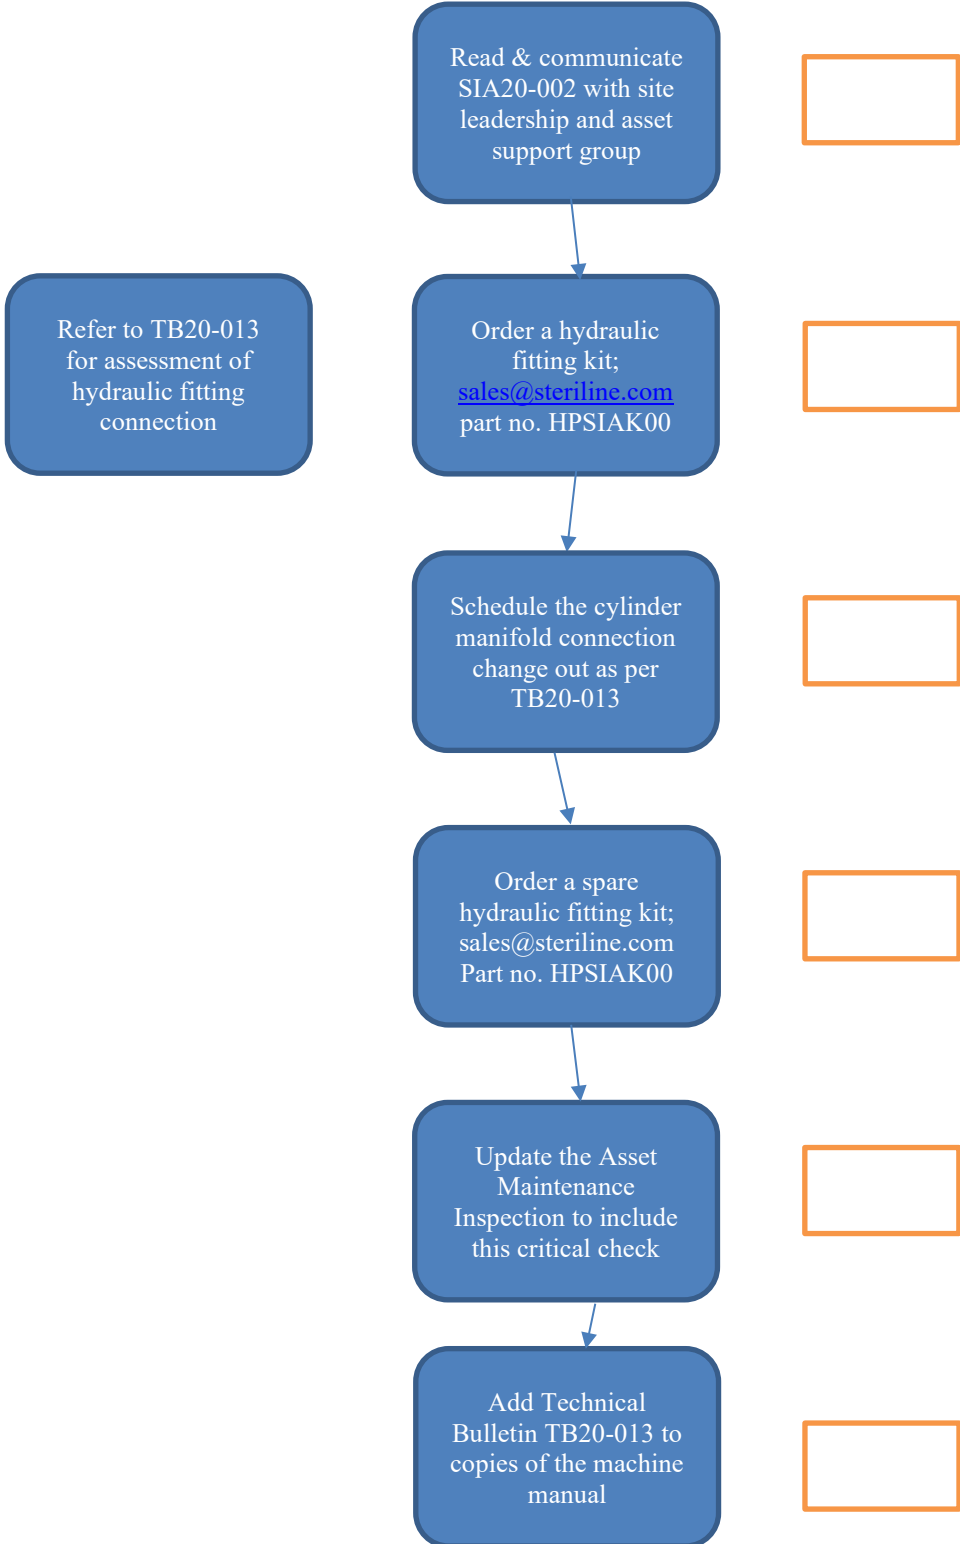 Read & communicate
SIA20-002 with site
leadership and asset
support group
Refer to TB20-013
for assessment of
hydraulic fitting
connection
Order a hydraulic
fitting kit;
sales@steriline.com
part no. HPSIAK00
Schedule the cylinder
manifold connection
change out as per
TB20-013
Order a spare
hydraulic fitting kit;
sales@steriline.com
Part no. HPSIAK00
Update the Asset
Maintenance
Inspection to include
this critical check
Add Technical
Bulletin TB20-013 to
copies of the machine
manual